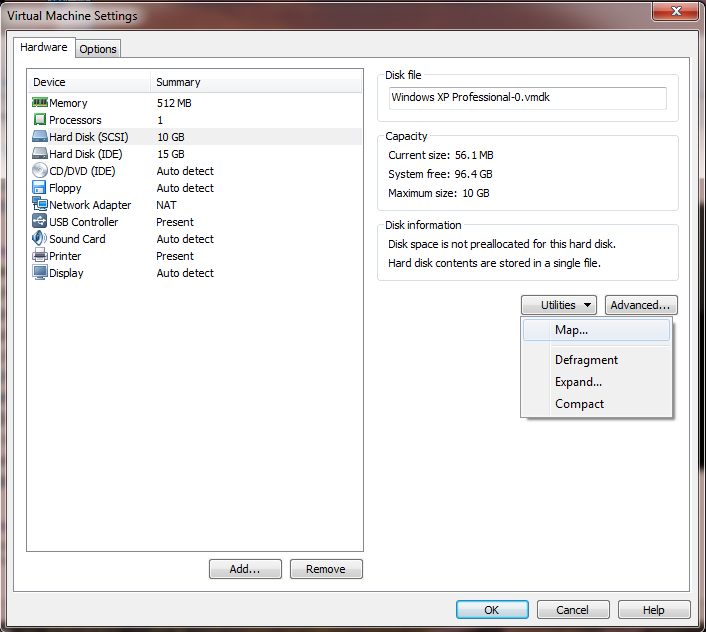 Virtual Machine Settings
Hardware Options
Device Summary
Memory 512 MB
Processors 1
Hard Disk (SCSI) 10 GB
Hard Disk (IDE) 15 GB
CD/DVD (IDE) Auto detect
Floppy Auto detect
Network Adapter NAT
USB Controller Present
Sound Card Auto detect
Printer Present
Display Auto detect
Add... Remove
Disk file
Windows XP Professional-0.vmdk
Capacity
Current size: 56.1 MB
System free: 96.4 GB
Maximum size: 10 GB
Disk information
Disk space is not preallocated for this hard disk.
Hard disk contents are stored in a single file.
Utilities Advanced...
Map...
Defragment
Expand...
Compact
OK Cancel Help